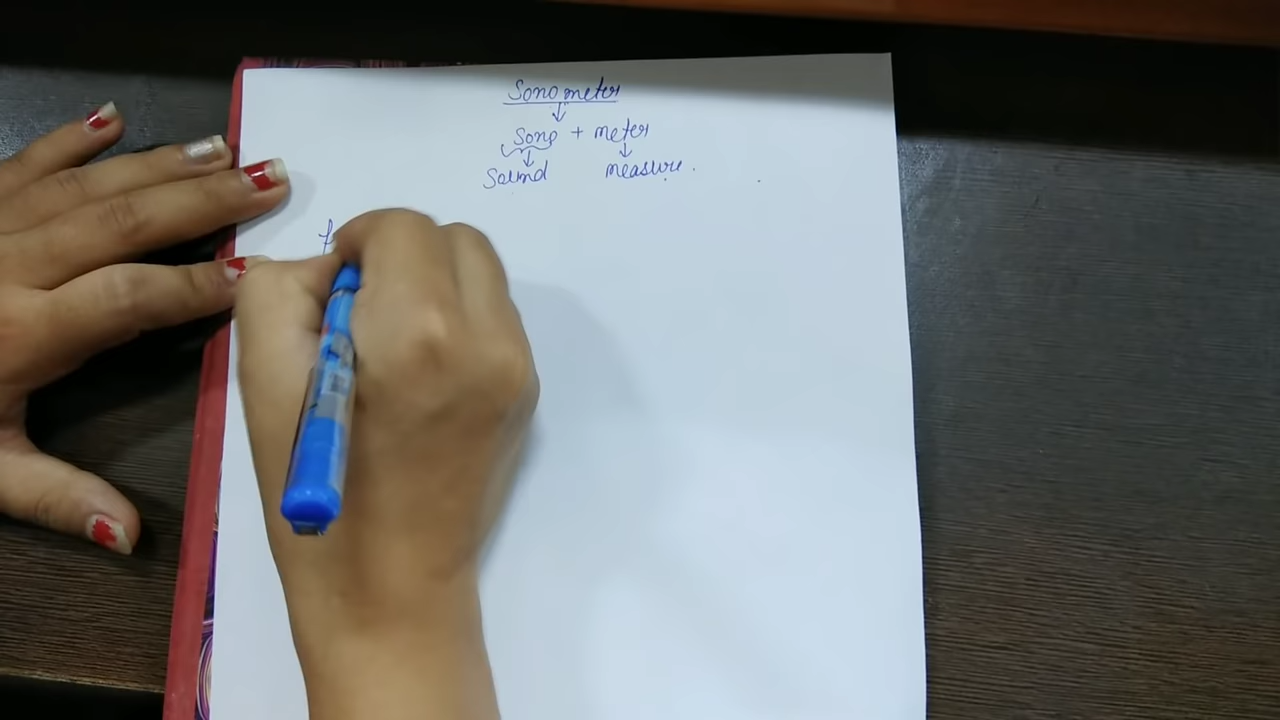 Sonometer
↓
Sono + meter
↓ ↓
Sound measure.
f